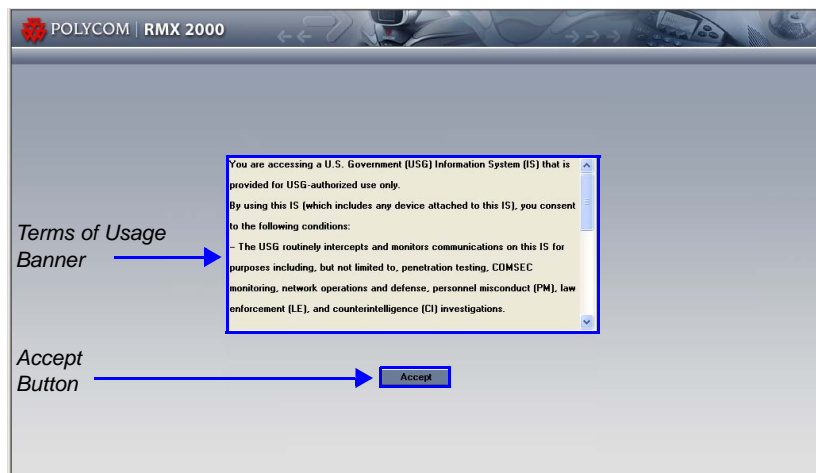 POLYCOM | RMX 2000
You are accessing a U.S. Government (USG) Information System (IS) that is
provided for USG-authorized use only.
By using this IS (which includes any device attached to this IS), you consent
to the following conditions:
– The USG routinely intercepts and monitors communications on this IS for
purposes including, but not limited to, penetration testing, COMSEC
monitoring, network operations and defense, personnel misconduct (PM), law
enforcement (LE), and counterintelligence (CI) investigations.
Terms of Usage
Banner
Accept
Button
Accept